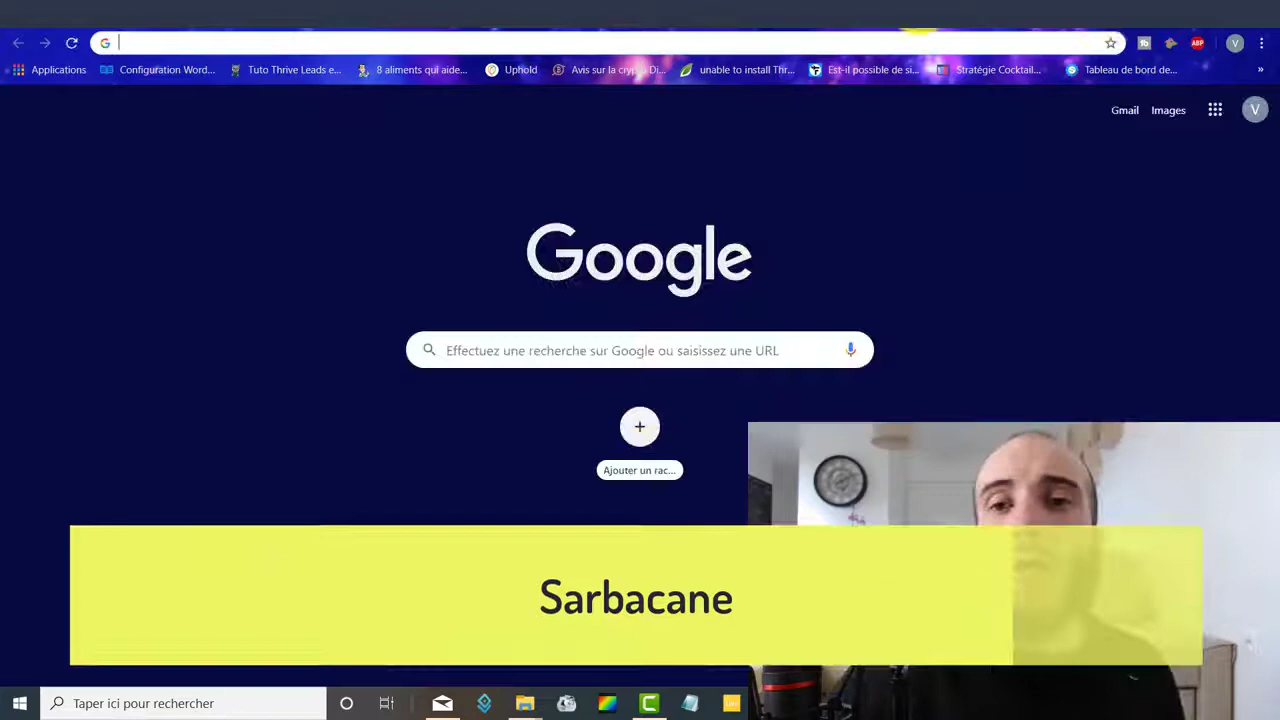 Applications
Configuration Word...
Tuto Thrive Leads e...
8 aliments qui aide...
Uphold
Avis sur la crypto Di...
unable to install Thr...
Est-il possible de si...
Stratégie Cocktail...
Tableau de bord de...
»
ABP
V
Gmail
Images
V
Google
Effectuez une recherche sur Google ou saisissez une URL
Ajouter un rac...
Sarbacane
Taper ici pour rechercher